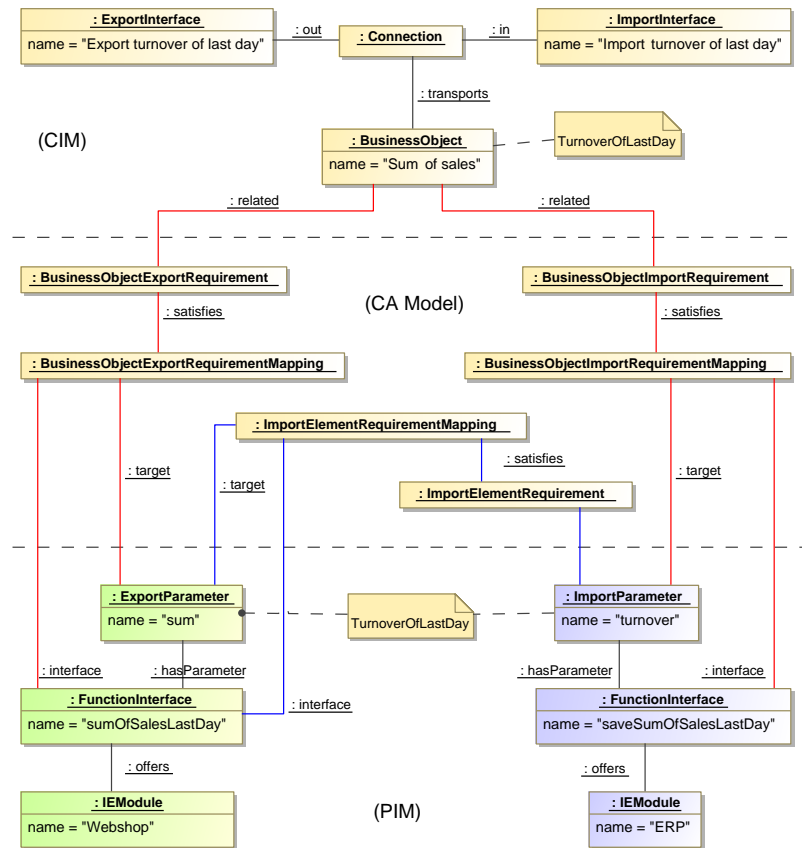 : ExportInterface
name = "Export turnover of last day"
: out
: Connection
: in
: ImportInterface
name = "Import turnover of last day"
: transports
(CIM)
: BusinessObject
name = "Sum of sales"
TurnoverOfLastDay
: related
: related
: BusinessObjectExportRequirement
(CA Model)
: BusinessObjectImportRequirement
: satisfies
: satisfies
: BusinessObjectExportRequirementMapping
: BusinessObjectImportRequirementMapping
: ImportElementRequirementMapping
: target
: target
: satisfies
: target
: ImportElementRequirement
: ExportParameter
name = "sum"
TurnoverOfLastDay
: ImportParameter
name = "turnover"
: interface
: hasParameter
: hasParameter
: interface
: FunctionInterface
name = "sumOfSalesLastDay"
: interface
: FunctionInterface
name = "saveSumOfSalesLastDay"
: offers
: offers
: IEModule
name = "Webshop"
(PIM)
: IEModule
name = "ERP"